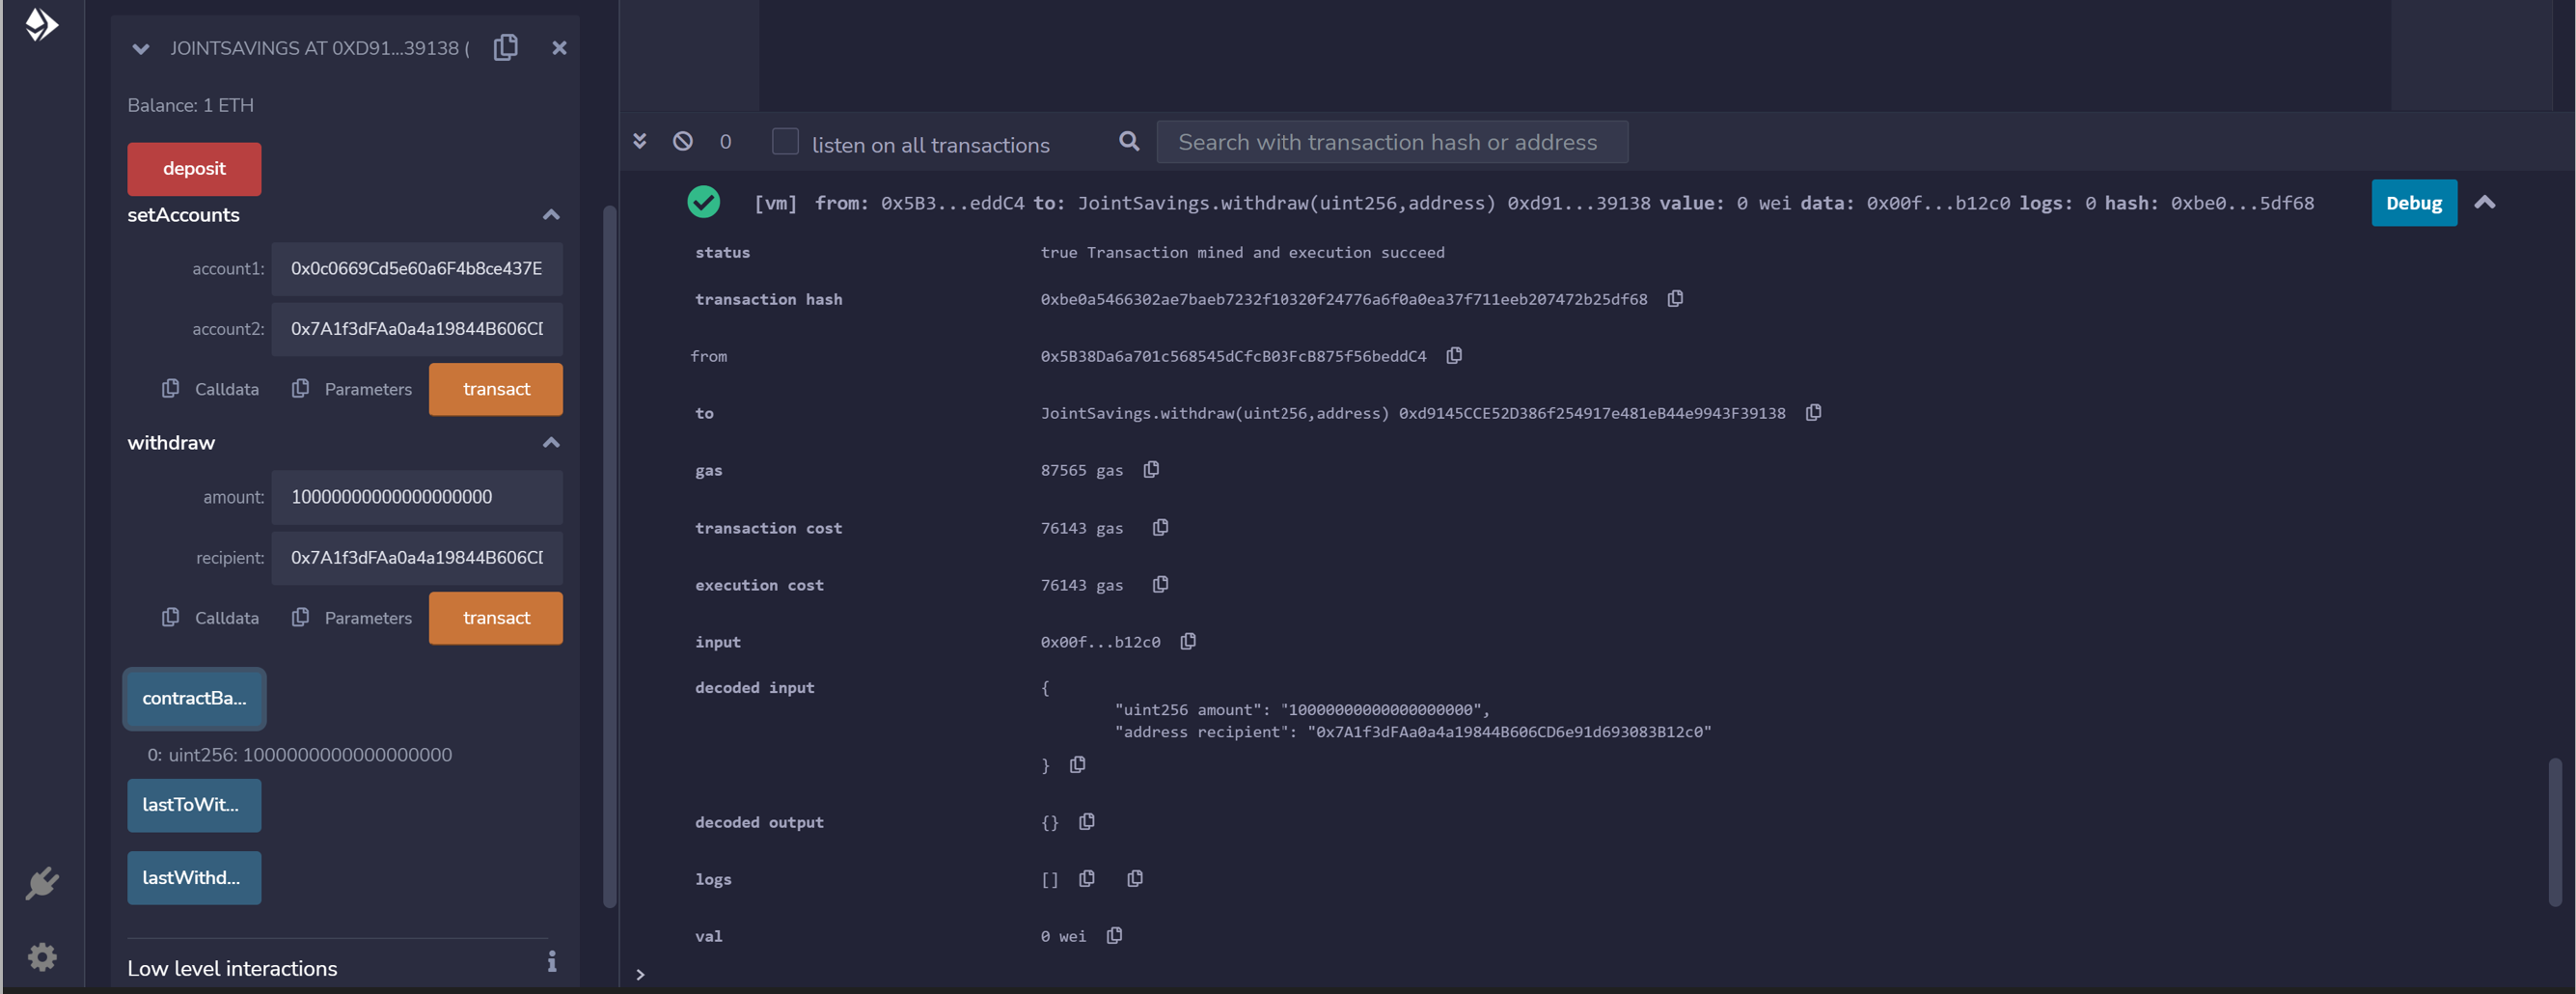 JOINTSAVINGS AT 0XD91...39138 (
Balance: 1 ETH
deposit
setAccounts
account1: 0x0c0669Cd5e60a6F4b8ce437E
account2: 0x7A1f3dFAa0a4a19844B606CD
Calldata Parameters transact
withdraw
amount: 10000000000000000000
recipient: 0x7A1f3dFAa0a4a19844B606CD
Calldata Parameters transact
contractBa...
0: uint256: 1000000000000000000
lastToWit...
lastWithd...
Low level interactions
0 listen on all transactions Search with transaction hash or address
[vm] from: 0x5B3...eddC4 to: JointSavings.withdraw(uint256,address) 0xd91...39138 value: 0 wei data: 0x00f...b12c0 logs: 0 hash: 0xbe0...5df68 Debug
status true Transaction mined and execution succeed
transaction hash 0xbe0a5466302ae7baeb7232f10320f24776a6f0a0ea37f711eeb207472b25df68
from 0x5B38Da6a701c568545dCfcB03FcB875f56beddC4
to JointSavings.withdraw(uint256,address) 0xd9145CCE52D386f254917e481eB44e9943F39138
gas 87565 gas
transaction cost 76143 gas
execution cost 76143 gas
input 0x00f...b12c0
decoded input {
"uint256 amount": "10000000000000000000",
"address recipient": "0x7A1f3dFAa0a4a19844B606CD6e91d693083B12c0"
}
decoded output {}
logs []
val 0 wei
>